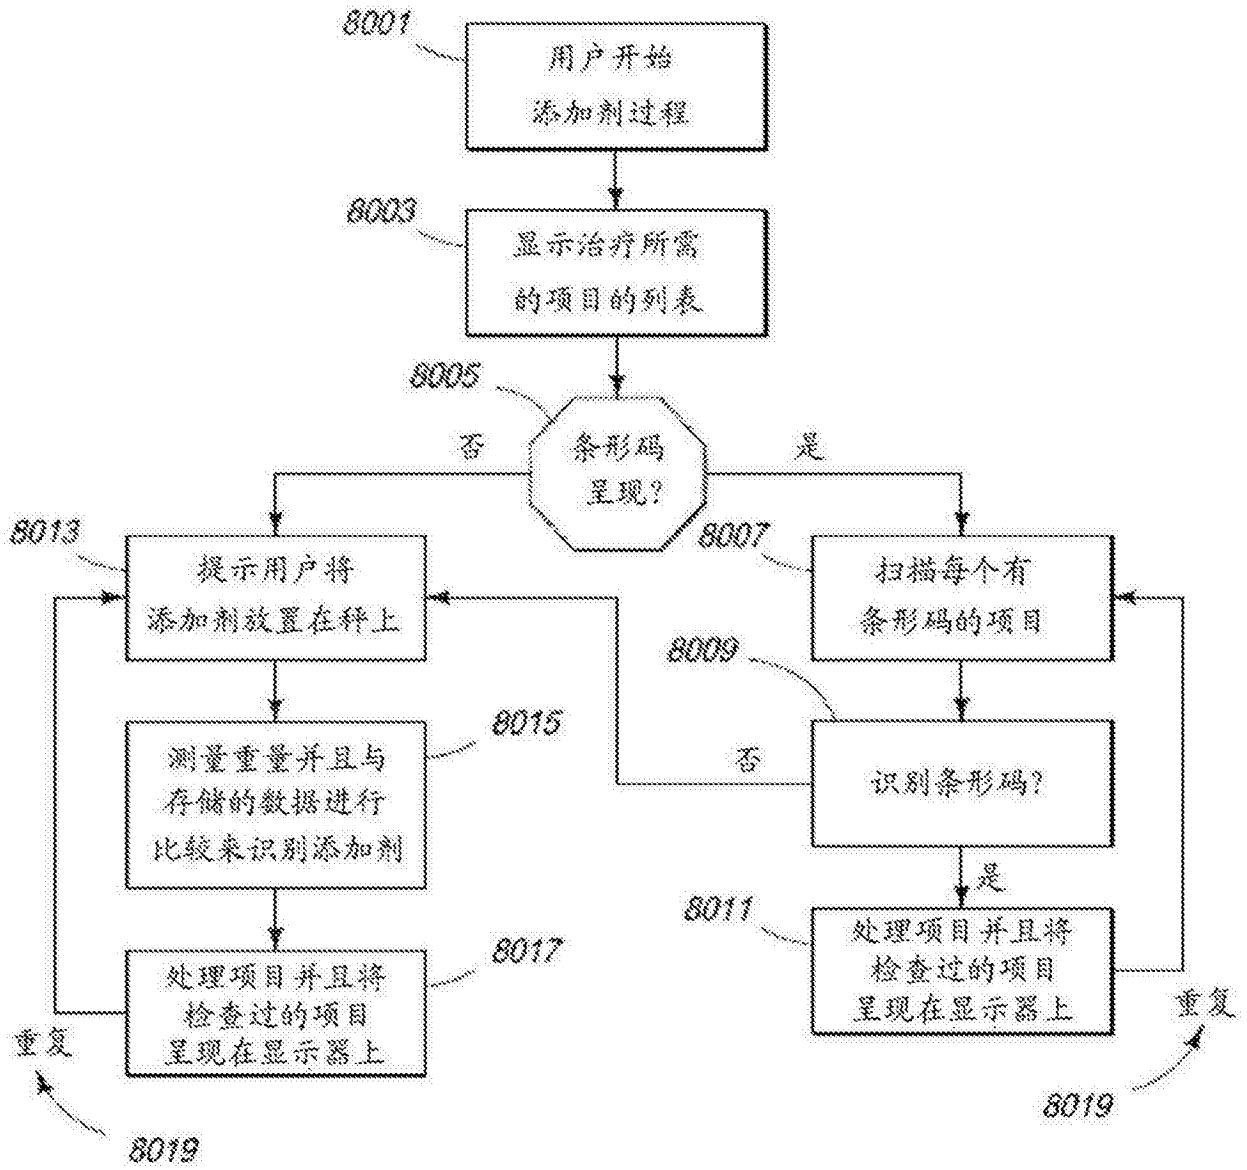 8001
用户开始
添加剂过程
8003
显示治疗所需
的项目的列表
8005
条形码
呈现?
否
是
8013
提示用户将
添加剂放置在秤上
8007
扫描每个有
条形码的项目
8009
识别条形码?
否
是
8015
测量重量并且与
存储的数据进行
比较来识别添加剂
8011
处理项目并且将
检查过的项目
呈现在显示器上
8017
处理项目并且将
检查过的项目
呈现在显示器上
重复
8019
重复
8019